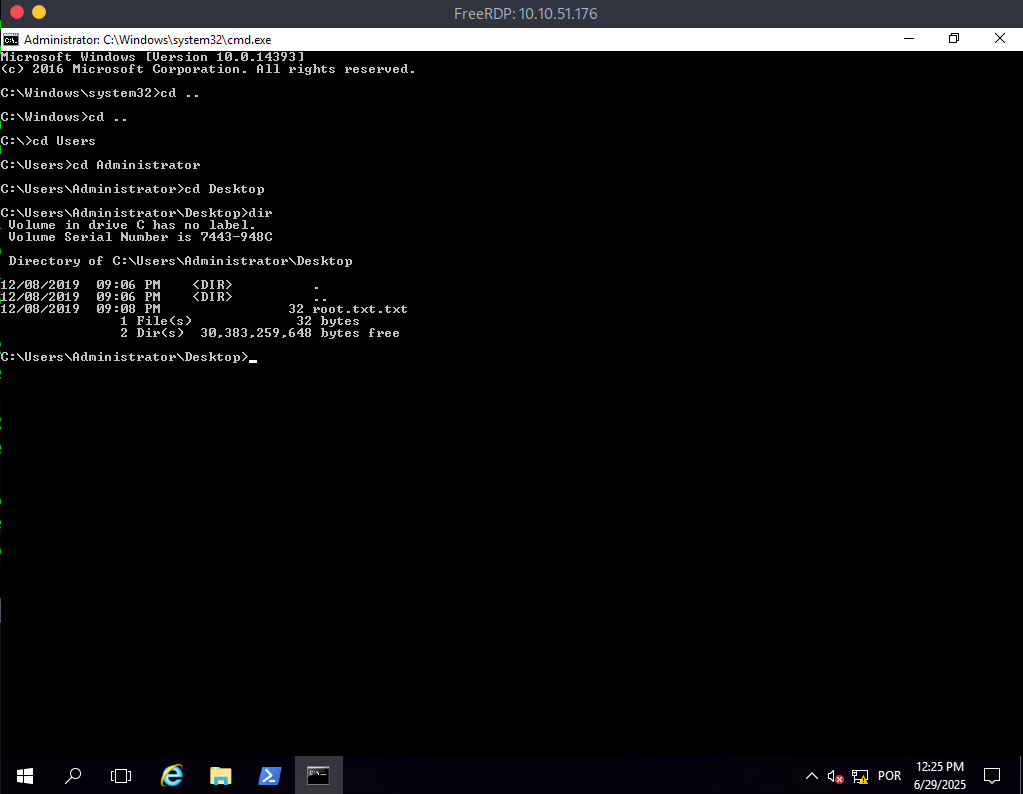 FreeRDP: 10.10.51.176
Administrator: C:\Windows\system32\cmd.exe
Microsoft Windows [Version 10.0.14393]
(c) 2016 Microsoft Corporation. All rights reserved.
C:\Windows\system32>cd ..
C:\Windows>cd ..
C:\>cd Users
C:\Users>cd Administrator
C:\Users\Administrator>cd Desktop
C:\Users\Administrator\Desktop>dir
 Volume in drive C has no label.
 Volume Serial Number is 7443-948C
 Directory of C:\Users\Administrator\Desktop
12/08/2019  09:06 PM    <DIR>          .
12/08/2019  09:06 PM    <DIR>          ..
12/08/2019  09:08 PM                32 root.txt.txt
               1 File(s)             32 bytes
               2 Dir(s)  30,383,259,648 bytes free
C:\Users\Administrator\Desktop>
POR
12:25 PM
6/29/2025